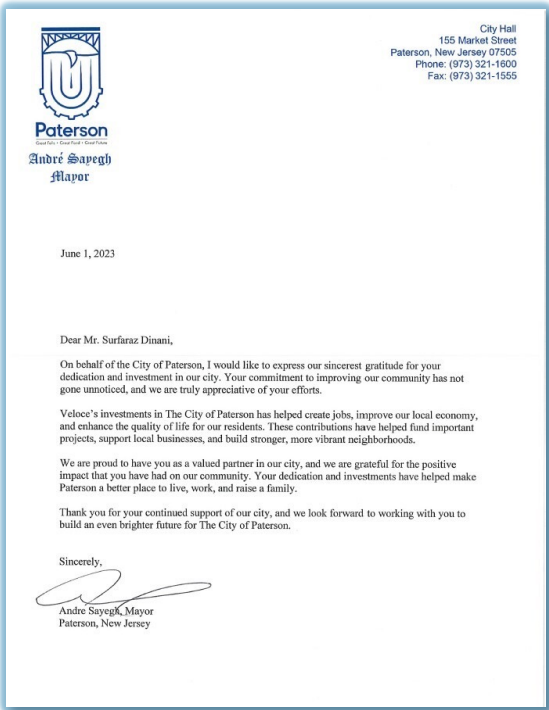 City Hall
155 Market Street
Paterson, New Jersey 07505
Phone: (973) 321-1600
Fax: (973) 321-1555
Paterson
Great Falls • Great Food • Great Future
André Sayegh
Mayor
June 1, 2023
Dear Mr. Surfaraz Dinani,
On behalf of the City of Paterson, I would like to express our sincerest gratitude for your
dedication and investment in our city. Your commitment to improving our community has not
gone unnoticed, and we are truly appreciative of your efforts.
Veloce's investments in The City of Paterson has helped create jobs, improve our local economy,
and enhance the quality of life for our residents. These contributions have helped fund important
projects, support local businesses, and build stronger, more vibrant neighborhoods.
We are proud to have you as a valued partner in our city, and we are grateful for the positive
impact that you have had on our community. Your dedication and investments have helped make
Paterson a better place to live, work, and raise a family.
Thank you for your continued support of our city, and we look forward to working with you to
build an even brighter future for The City of Paterson.
Sincerely,
Andre Sayegh, Mayor
Paterson, New Jersey